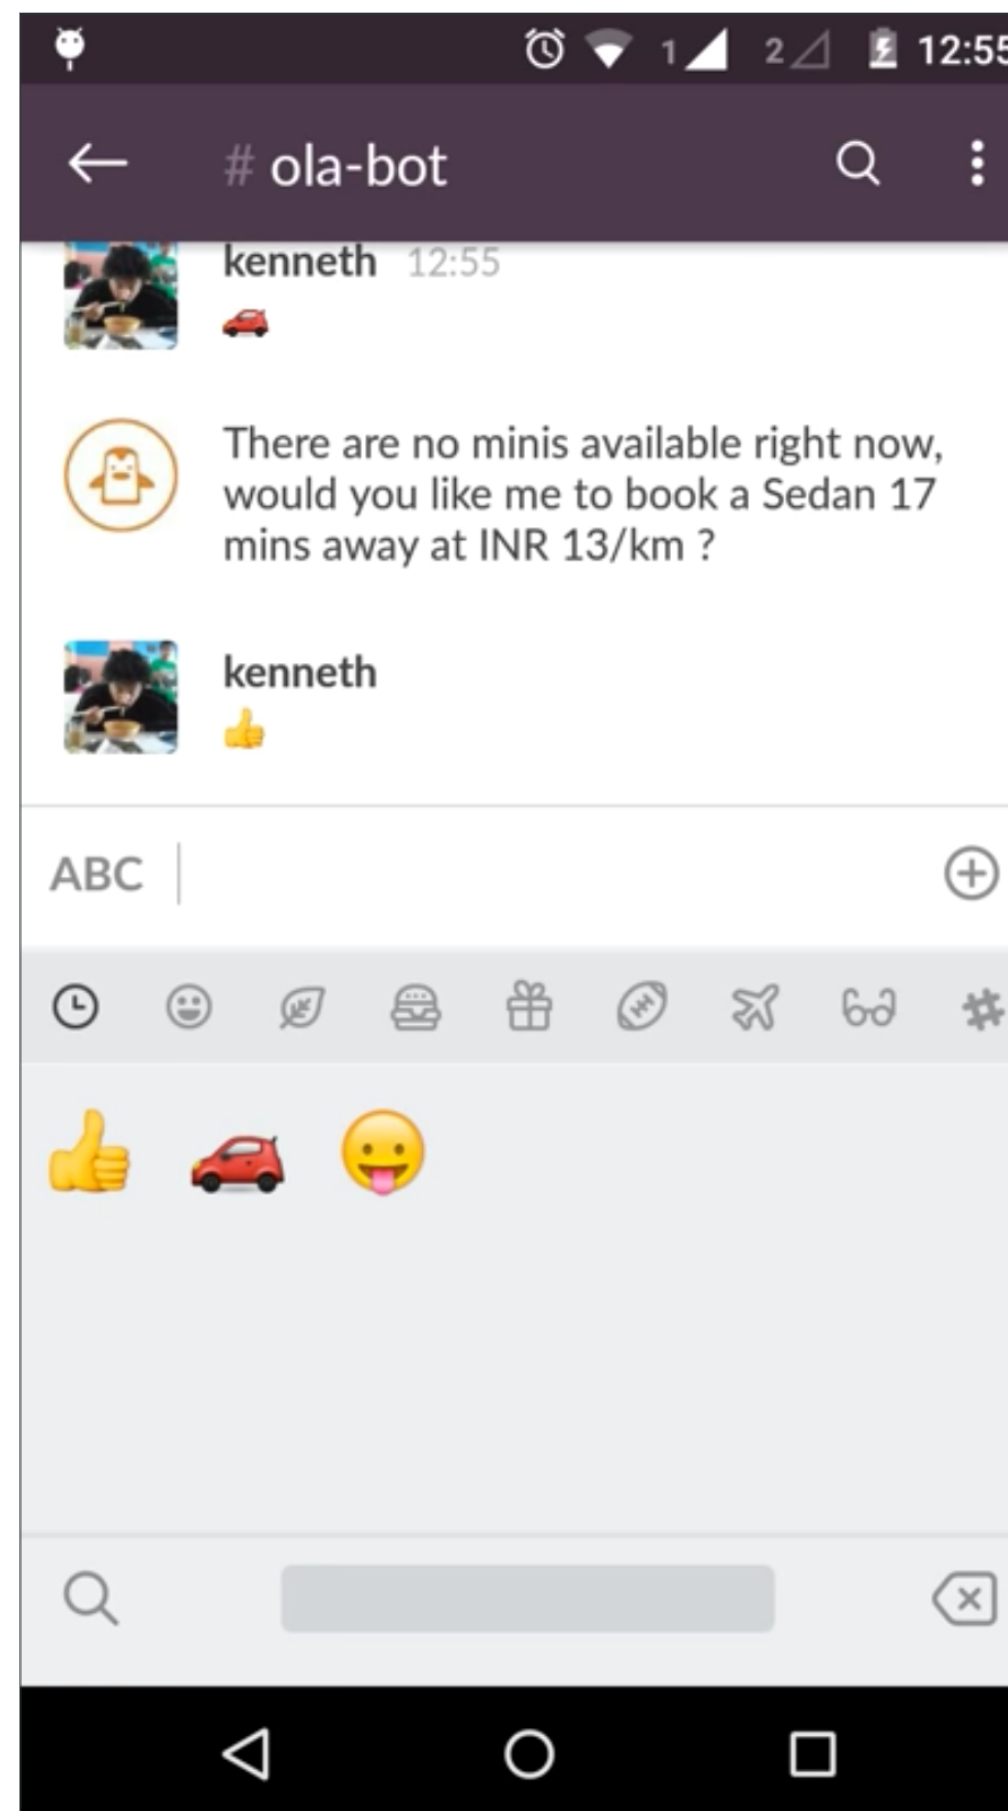 1 2 12:55
# ola-bot
kenneth 12:55
There are no minis available right now,
would you like me to book a Sedan 17
mins away at INR 13/km ?
kenneth
ABC